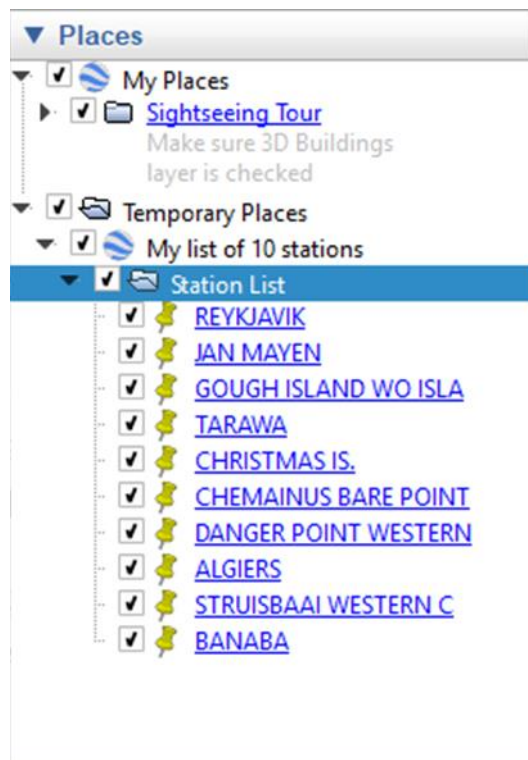 Places
My Places
Sightseeing Tour
Make sure 3D Buildings
layer is checked
Temporary Places
My list of 10 stations
Station List
REYKJAVIK
JAN MAYEN
GOUGH ISLAND WO ISLA
TARAWA
CHRISTMAS IS.
CHEMAINUS BARE POINT
DANGER POINT WESTERN
ALGIERS
STRUISBAAI WESTERN C
BANABA